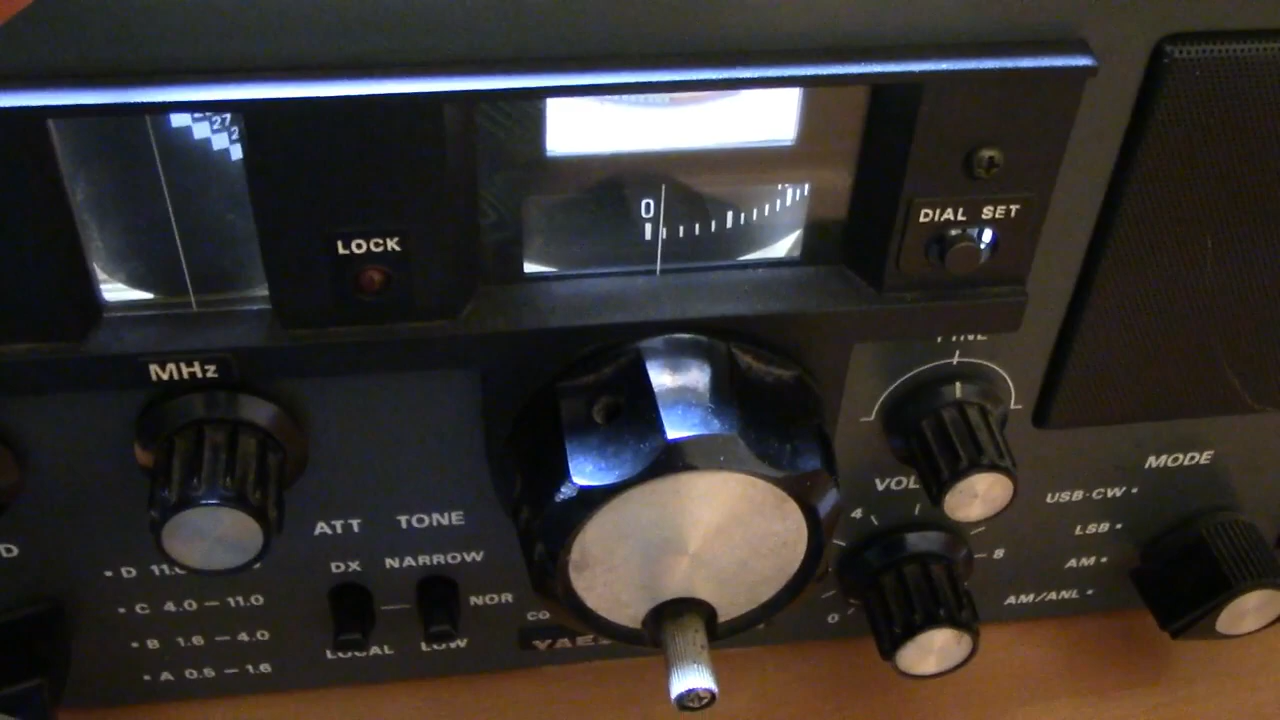 27
0
DIAL SET
LOCK
MHz
FINE
MODE
VOL
USB·CW
4
LSB
ATT TONE
8
AM
DX NARROW
D
AM/ANL
C 4.0 – 11.0
NOR
0
B 1.6 – 4.0
LOCAL LOW
A 0.5 – 1.6